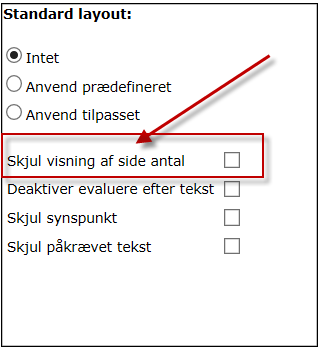 Standard layout:
Intet
Anvend prædefineret
Anvend tilpasset
Skjul visning af side antal
Deaktiver evaluere efter tekst
Skjul synspunkt
Skjul påkrævet tekst